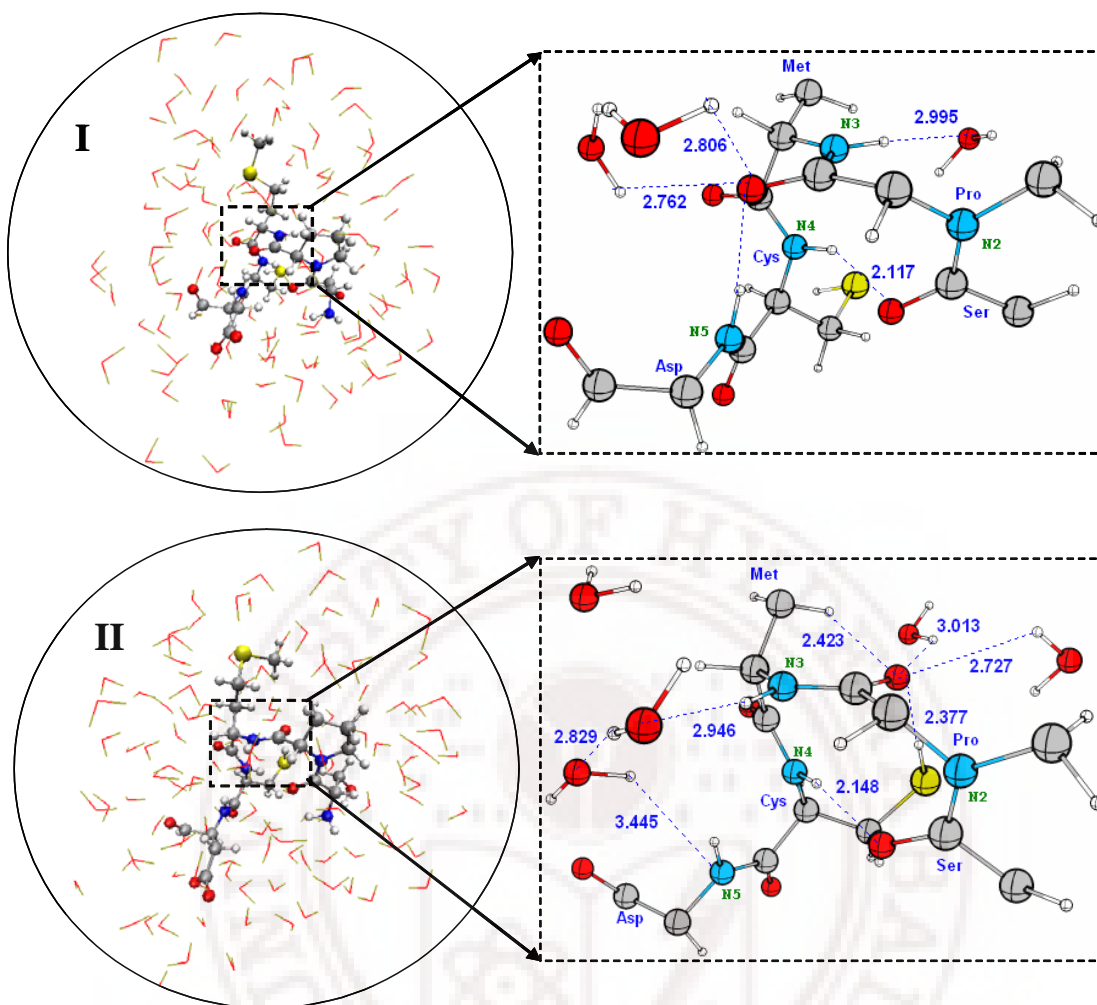 I
Met
N3
2.995
2.806
2.762
Pro
N4
N2
Cys
2.117
Ser
N5
Asp
II
Met
3.013
2.423
N3
2.727
2.377
2.946
2.829
Pro
N4
N2
2.148
Cys
3.445
Ser
N5
Asp